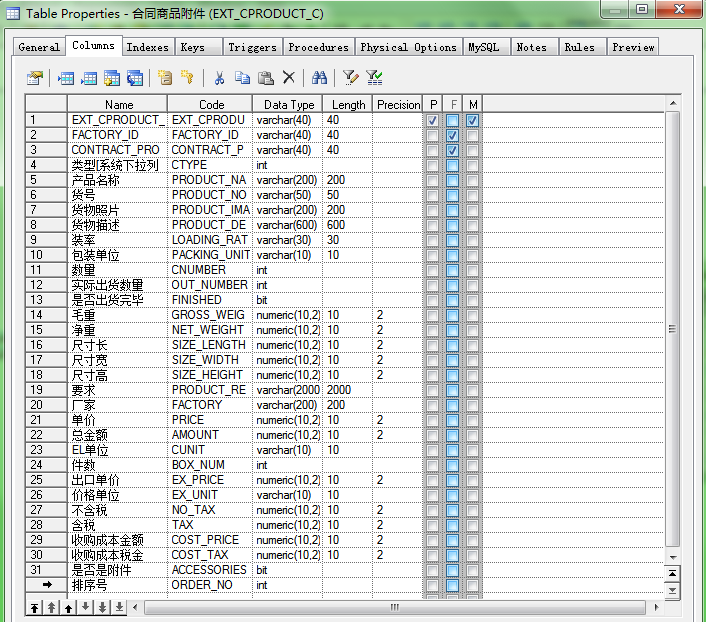 Table Properties - 合同商品附件 (EXT_CPRODUCT_C)
General Columns Indexes Keys Triggers Procedures Physical Options MySQL Notes Rules Preview
Name Code Data Type Length Precision P F M
1 EXT_CPRODUCT_ EXT_CPRODU varchar(40) 40
2 FACTORY_ID FACTORY_ID varchar(40) 40
3 CONTRACT_PRO CONTRACT_P varchar(40) 40
4 类型[系统下拉列 CTYPE int
5 产品名称 PRODUCT_NA varchar(200) 200
6 货号 PRODUCT_NO varchar(50) 50
7 货物照片 PRODUCT_IMA varchar(200) 200
8 货物描述 PRODUCT_DE varchar(600) 600
9 装率 LOADING_RAT varchar(30) 30
10 包装单位 PACKING_UNIT varchar(10) 10
11 数量 CNUMBER int
12 实际出货数量 OUT_NUMBER int
13 是否出货完毕 FINISHED bit
14 毛重 GROSS_WEIG numeric(10,2) 10 2
15 净重 NET_WEIGHT numeric(10,2) 10 2
16 尺寸长 SIZE_LENGTH numeric(10,2) 10 2
17 尺寸宽 SIZE_WIDTH numeric(10,2) 10 2
18 尺寸高 SIZE_HEIGHT numeric(10,2) 10 2
19 要求 PRODUCT_RE varchar(2000 2000
20 厂家 FACTORY varchar(200) 200
21 单价 PRICE numeric(10,2) 10 2
22 总金额 AMOUNT numeric(10,2) 10 2
23 EL单位 CUNIT varchar(10) 10
24 件数 BOX_NUM int
25 出口单价 EX_PRICE numeric(10,2) 10 2
26 价格单位 EX_UNIT varchar(10) 10
27 不含税 NO_TAX numeric(10,2) 10 2
28 含税 TAX numeric(10,2) 10 2
29 收购成本金额 COST_PRICE numeric(10,2) 10 2
30 收购成本税金 COST_TAX numeric(10,2) 10 2
31 是否是附件 ACCESSORIES bit
排序号 ORDER_NO int